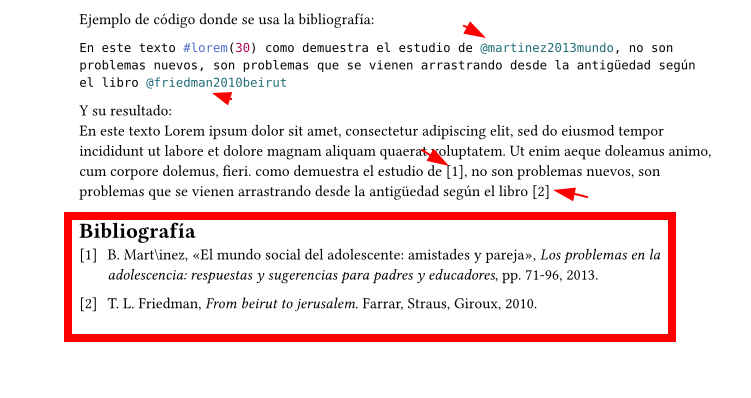 Ejemplo de código donde se usa la bibliografía:
En este texto #lorem(30) como demuestra el estudio de @martinez2013mundo, no son
problemas nuevos, son problemas que se vienen arrastrando desde la antigüedad según
el libro @friedman2010beirut
Y su resultado:
En este texto Lorem ipsum dolor sit amet, consectetur adipiscing elit, sed do eiusmod tempor
incididunt ut labore et dolore magnam aliquam quaerat voluptatem. Ut enim aeque doleamus animo,
cum corpore dolemus, fieri. como demuestra el estudio de [1], no son problemas nuevos, son
problemas que se vienen arrastrando desde la antigüedad según el libro [2]
Bibliografía
[1] B. Mart\inez, «El mundo social del adolescente: amistades y pareja», Los problemas en la
adolescencia: respuestas y sugerencias para padres y educadores, pp. 71-96, 2013.
[2] T. L. Friedman, From beirut to jerusalem. Farrar, Straus, Giroux, 2010.